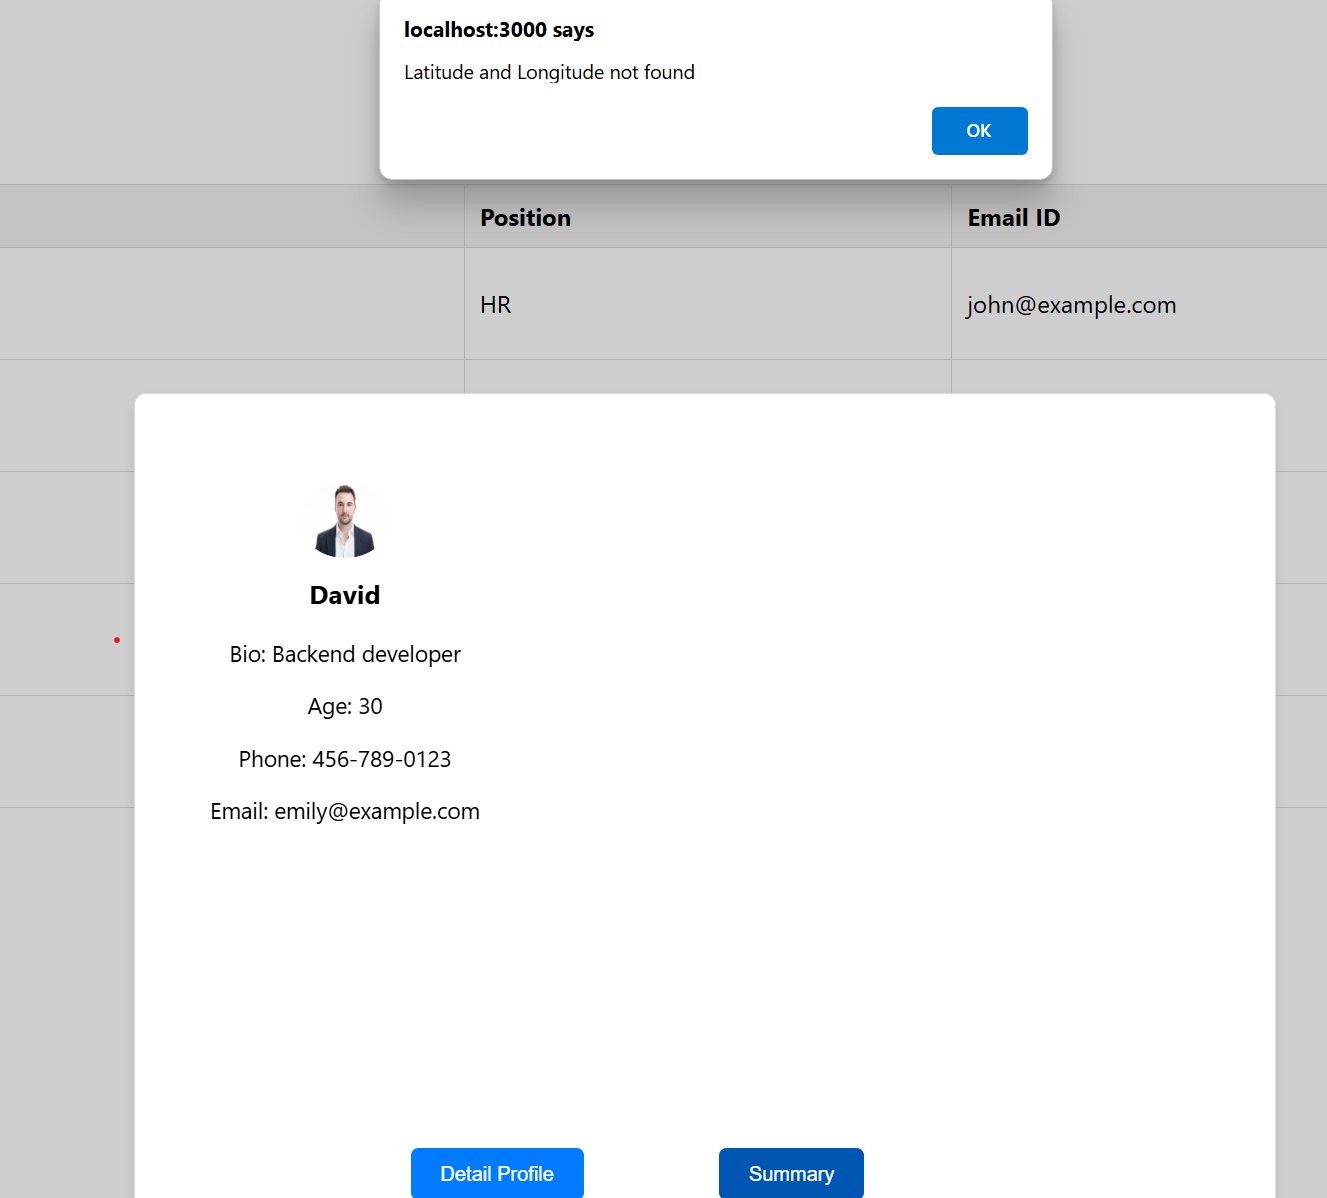 localhost:3000 says
Latitude and Longitude not found
OK
Position Email ID
HR john@example.com
David
Bio: Backend developer
Age: 30
Phone: 456-789-0123
Email: emily@example.com
Detail Profile Summary